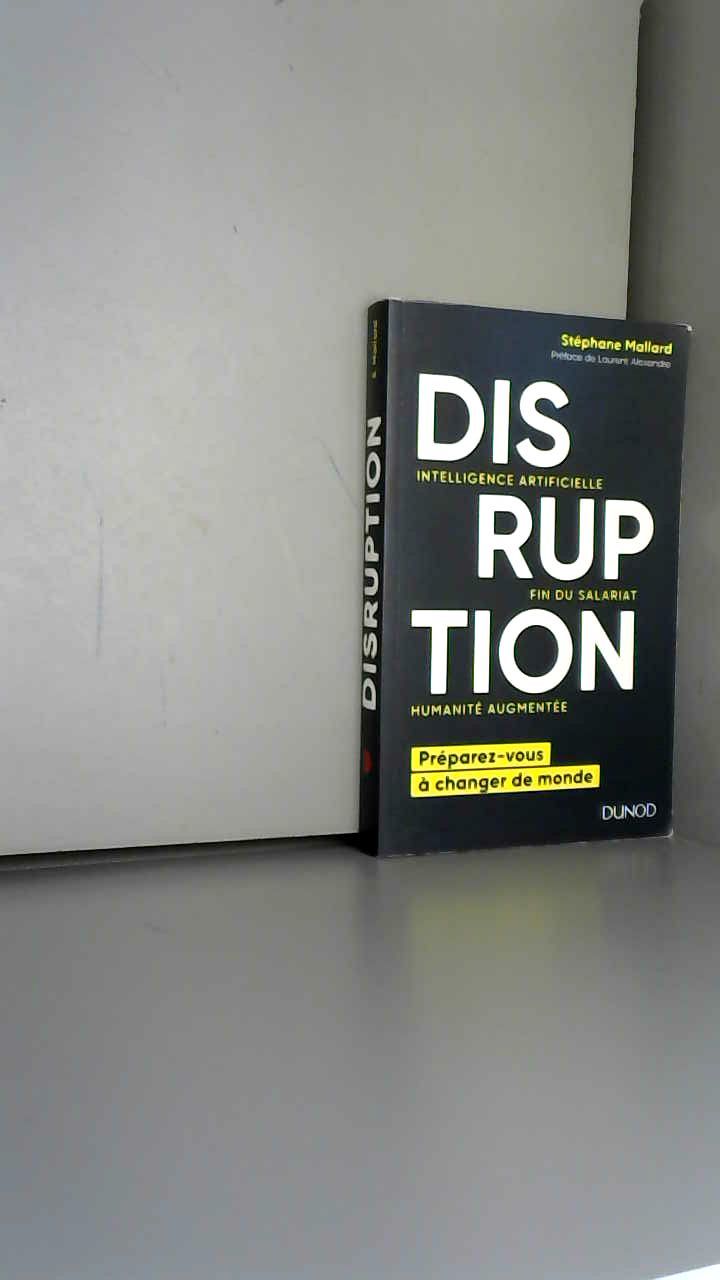 Stéphane Mallard
Préface de Laurent Alexandre
DIS
INTELLIGENCE ARTIFICIELLE
RUP
FIN DU SALARIAT
TION
HUMANITÉ AUGMENTÉE
Préparez-vous
à changer de monde
DUNOD
S. Mallard
DISRUPTION